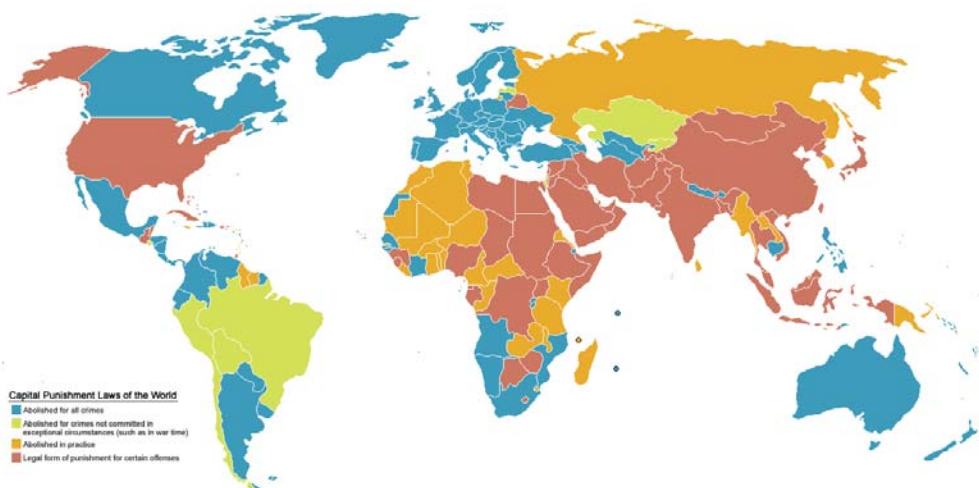 Capital Punishment Laws of the World
Abolished for all crimes
Abolished for crimes not committed in
exceptional circumstances (such as in war time)
Abolished in practice
Legal form of punishment for certain offenses